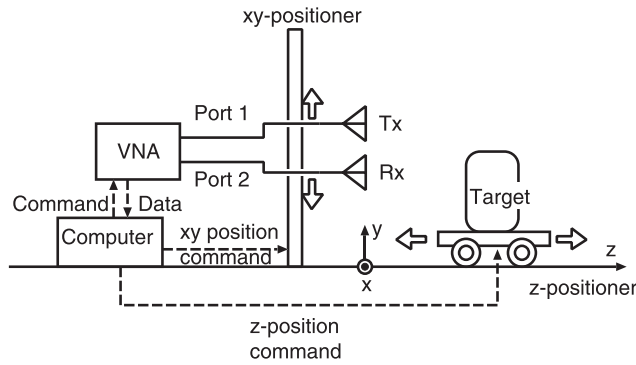 xy-positioner
Port 1
Tx
VNA
Port 2
Rx
Command
Data
Target
Computer
xy position
command
y
z
x
z-positioner
z-position
command